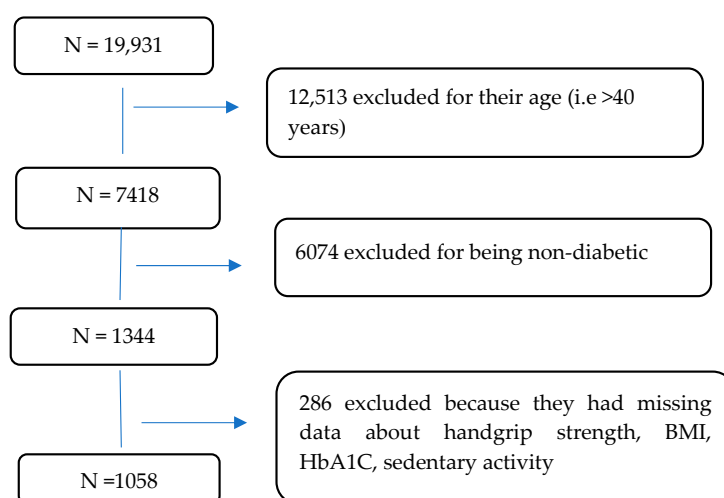 N = 19,931
12,513 excluded for their age (i.e >40
years)
N = 7418
6074 excluded for being non-diabetic
N = 1344
286 excluded because they had missing
data about handgrip strength, BMI,
HbA1C, sedentary activity
N =1058